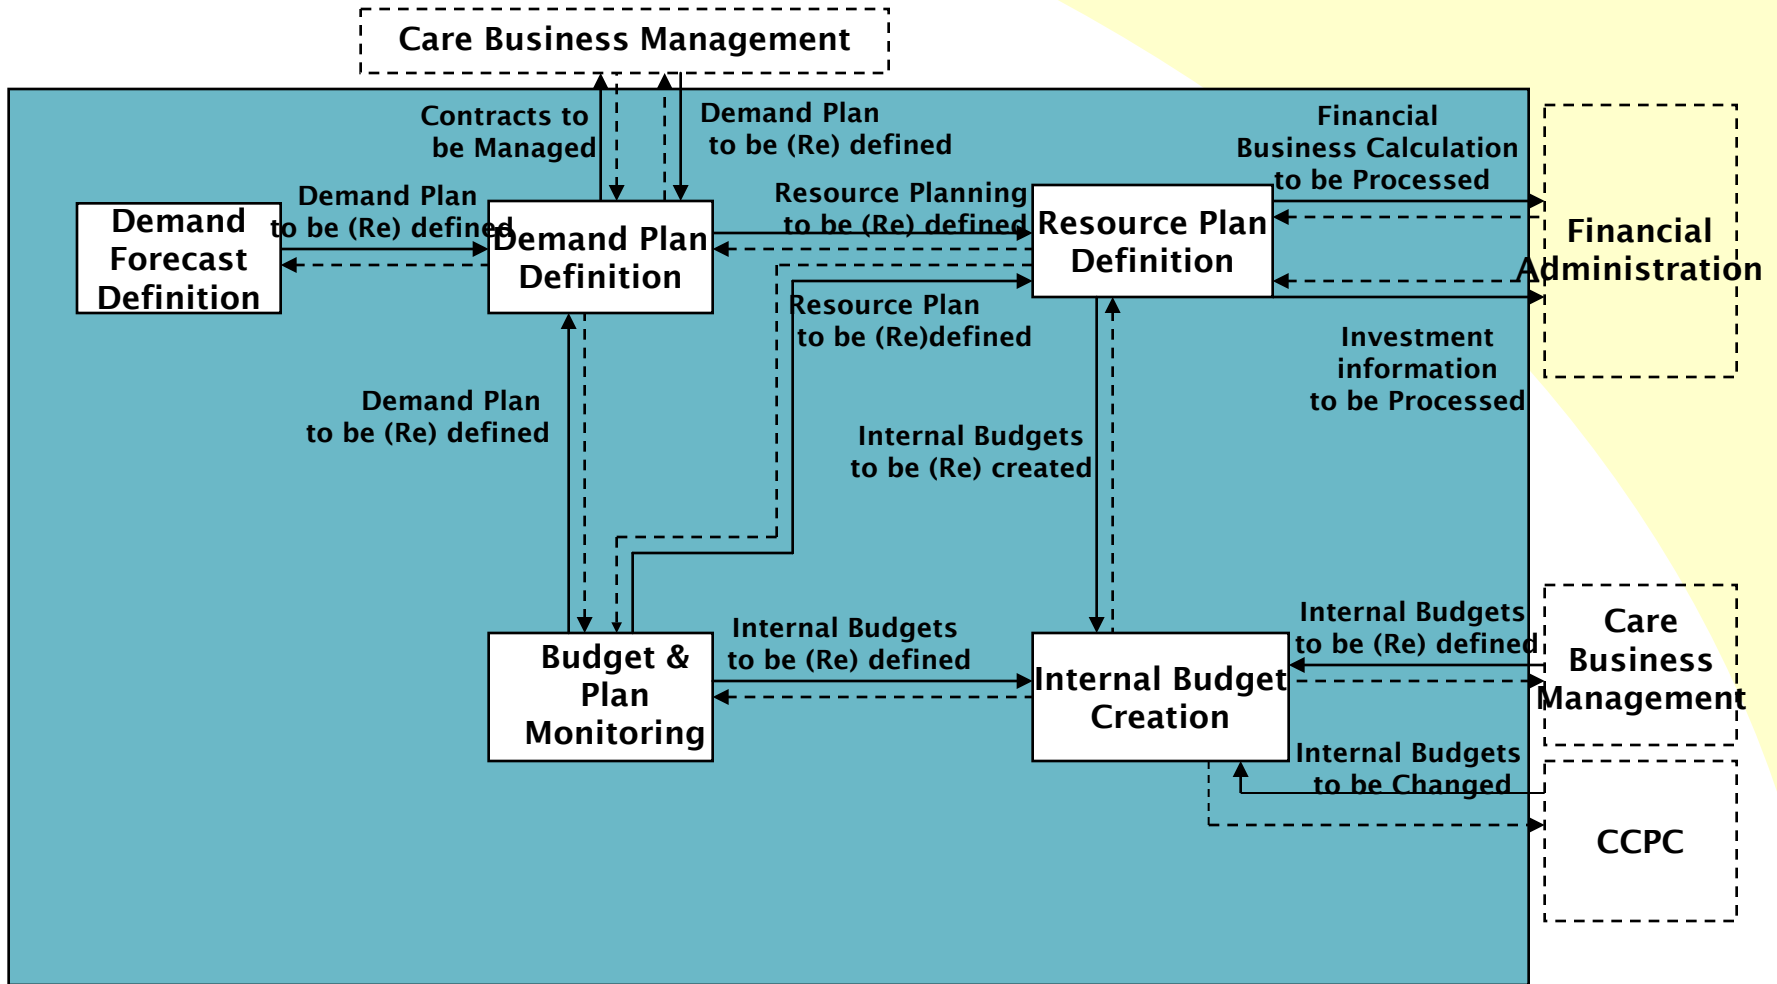 Care Business Management
Contracts to
be Managed
Demand Plan
to be (Re) defined
Financial
Business Calculation
to be Processed
Demand
Forecast
Definition
Demand Plan
to be (Re) defined
Demand Plan
Definition
Resource Planning
to be (Re) defined
Resource Plan
Definition
Financial
Administration
Resource Plan
to be (Re)defined
Investment
information
to be Processed
Demand Plan
to be (Re) defined
Internal Budgets
to be (Re) created
Budget &
Plan
Monitoring
Internal Budgets
to be (Re) defined
Internal Budget
Creation
Internal Budgets
to be (Re) defined
Care
Business
Management
Internal Budgets
to be Changed
CCPC